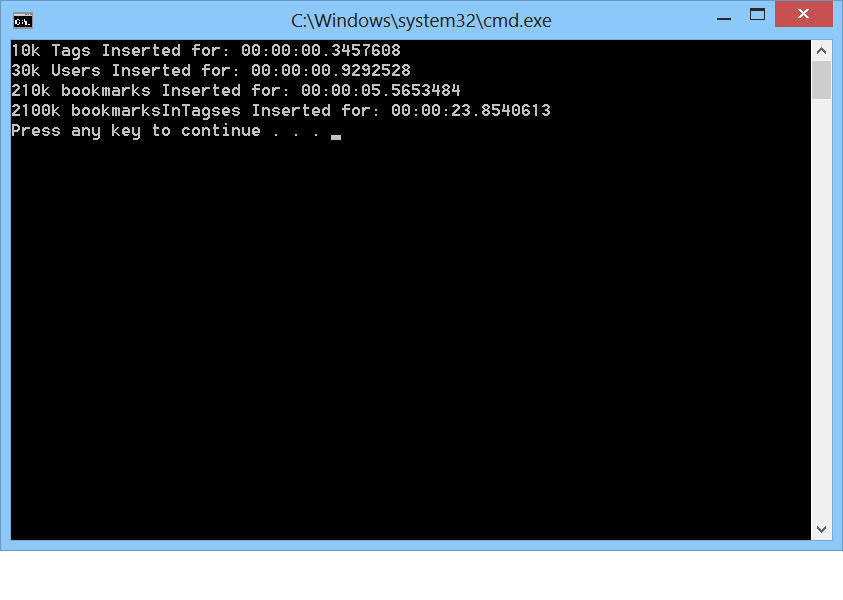 C:\Windows\system32\cmd.exe
10k Tags Inserted for: 00:00:00.3457608
30k Users Inserted for: 00:00:00.9292528
210k bookmarks Inserted for: 00:00:05.5653484
2100k bookmarksInTagses Inserted for: 00:00:23.8540613
Press any key to continue . . .